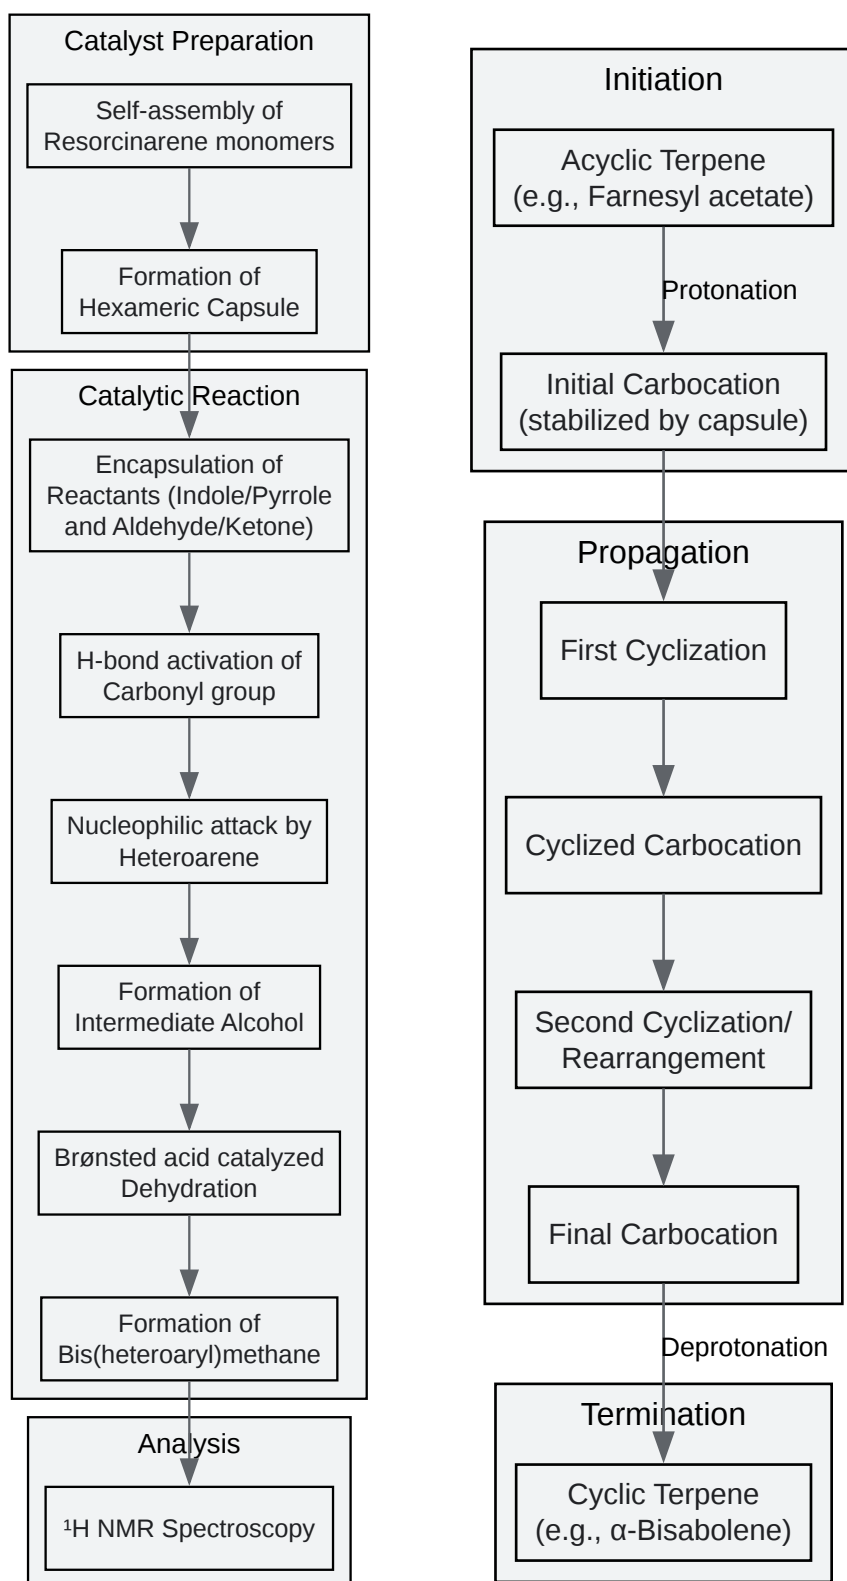 Catalyst Preparation
Self-assembly of
Resorcinarene monomers
Formation of
Hexameric Capsule
Catalytic Reaction
Encapsulation of
Reactants (Indole/Pyrrole
and Aldehyde/Ketone)
H-bond activation of
Carbonyl group
Nucleophilic attack by
Heteroarene
Formation of
Intermediate Alcohol
Brønsted acid catalyzed
Dehydration
Formation of
Bis(heteroaryl)methane
Analysis
¹H NMR Spectroscopy
Initiation
Acyclic Terpene
(e.g., Farnesyl acetate)
Protonation
Initial Carbocation
(stabilized by capsule)
Propagation
First Cyclization
Cyclized Carbocation
Second Cyclization/
Rearrangement
Final Carbocation
Deprotonation
Termination
Cyclic Terpene
(e.g., α-Bisabolene)